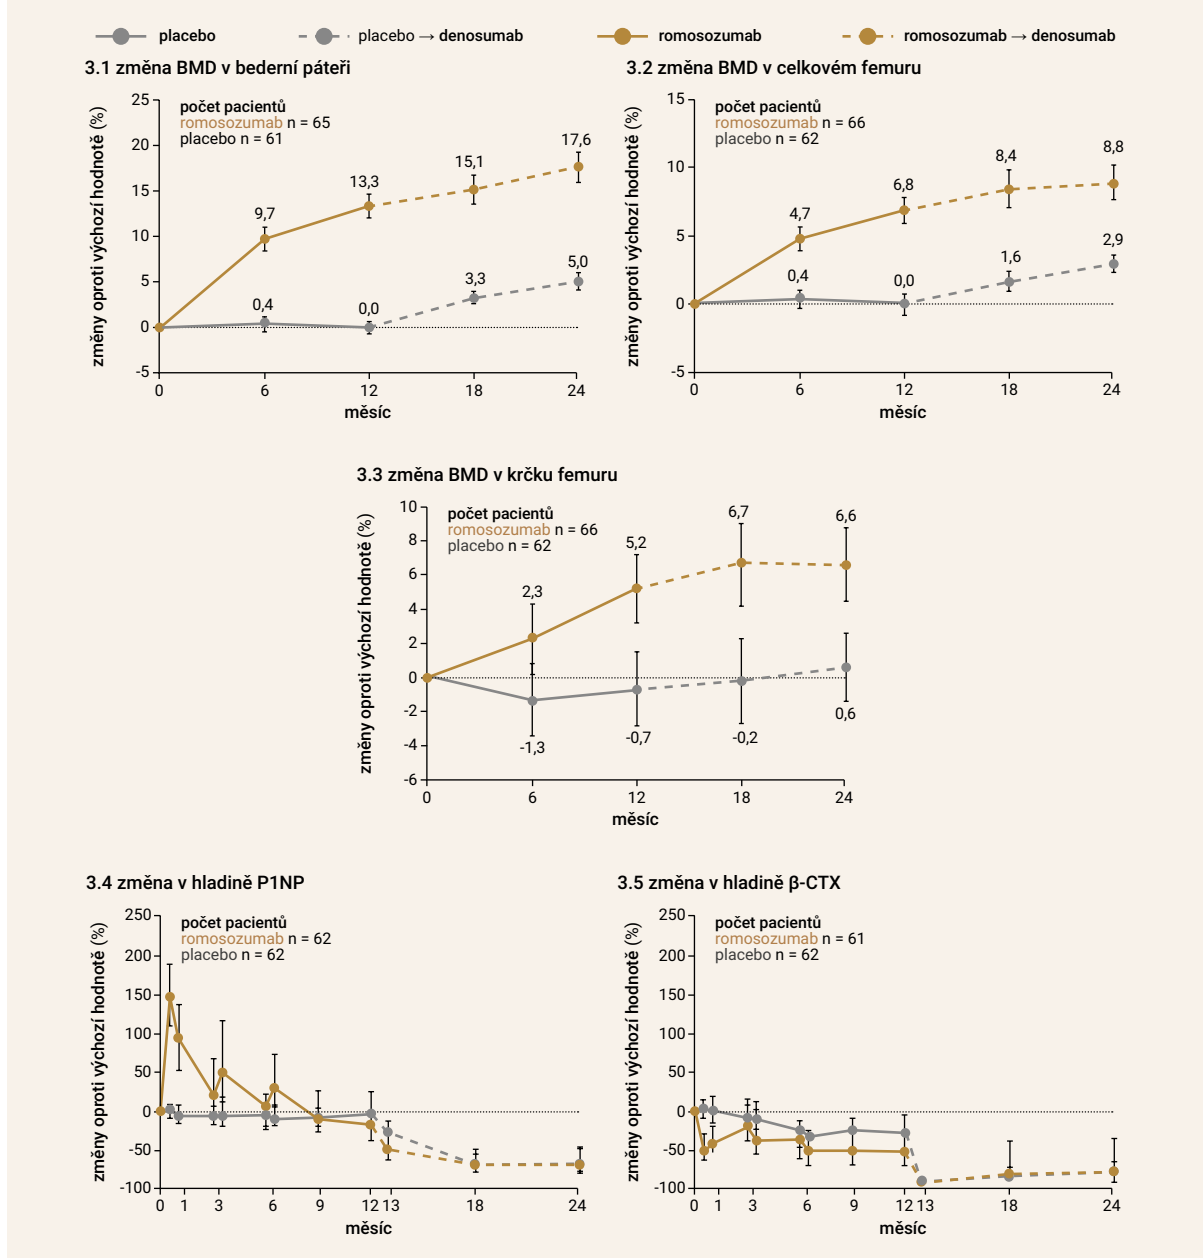 placebo
placebo → denosumab
romosozumab
romosozumab → denosumab
3.1 změna BMD v bederní páteři
změny oproti výchozí hodnotě (%)
25
20
15
10
5
0
-5
počet pacientů
romosozumab n = 65
placebo n = 61
9,7
13,3
15,1
17,6
0,4
0,0
3,3
5,0
0 6 12 18 24
měsíc
3.2 změna BMD v celkovém femuru
změny oproti výchozí hodnotě (%)
15
10
5
0
-5
počet pacientů
romosozumab n = 66
placebo n = 62
4,7
6,8
8,4
8,8
0,4
0,0
1,6
2,9
0 6 12 18 24
měsíc
3.3 změna BMD v krčku femuru
změny oproti výchozí hodnotě (%)
10
8
6
4
2
0
-2
-4
-6
počet pacientů
romosozumab n = 66
placebo n = 62
2,3
5,2
6,7
6,6
-1,3
-0,7
-0,2
0,6
0 6 12 18 24
měsíc
3.4 změna v hladině P1NP
změny oproti výchozí hodnotě (%)
250
200
150
100
50
0
-50
-100
počet pacientů
romosozumab n = 62
placebo n = 62
0 1 3 6 9 12 13 18 24
měsíc
3.5 změna v hladině β-CTX
změny oproti výchozí hodnotě (%)
250
200
150
100
50
0
-50
-100
počet pacientů
romosozumab n = 61
placebo n = 62
0 1 3 6 9 12 13 18 24
měsíc